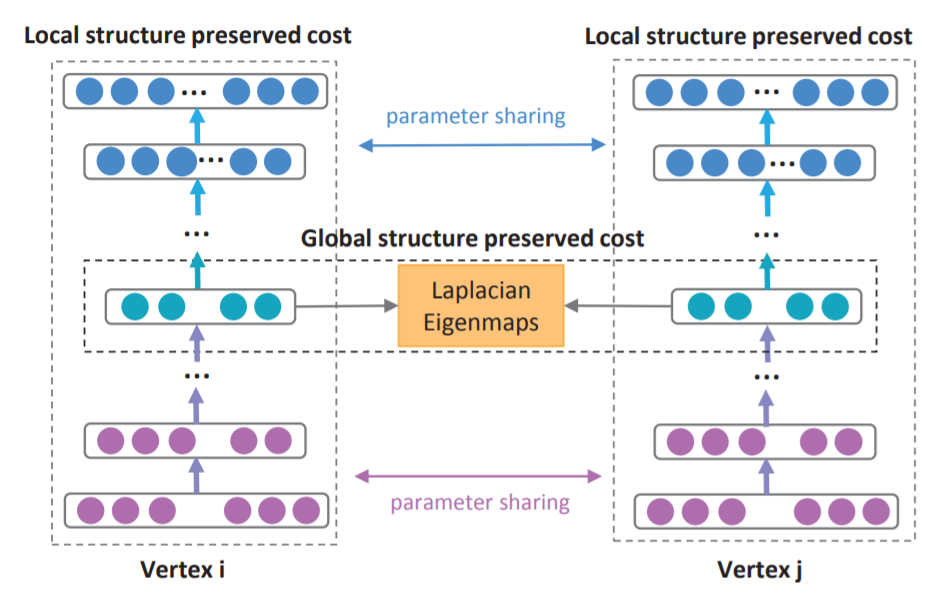 Local structure preserved cost
Local structure preserved cost
...
...
parameter sharing
...
...
...
...
Global structure preserved cost
Laplacian
Eigenmaps
...
...
parameter sharing
Vertex i
Vertex j